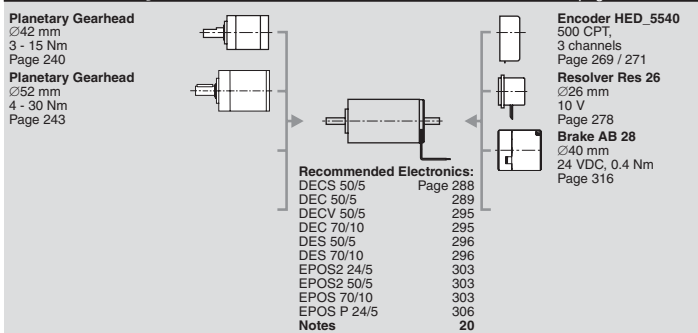 Planetary Gearhead
∅42 mm
3 - 15 Nm
Page 240
Planetary Gearhead
∅52 mm
4 - 30 Nm
Page 243
Recommended Electronics:
DECS 50/5 Page 288
DEC 50/5 289
DECV 50/5 295
DEC 70/10 295
DES 50/5 296
DES 70/10 296
EPOS2 24/5 303
EPOS2 50/5 303
EPOS 70/10 303
EPOS P 24/5 306
Notes 20
Encoder HED_5540
500 CPT,
3 channels
Page 269 / 271
Resolver Res 26
∅26 mm
10 V
Page 278
Brake AB 28
∅40 mm
24 VDC, 0.4 Nm
Page 316